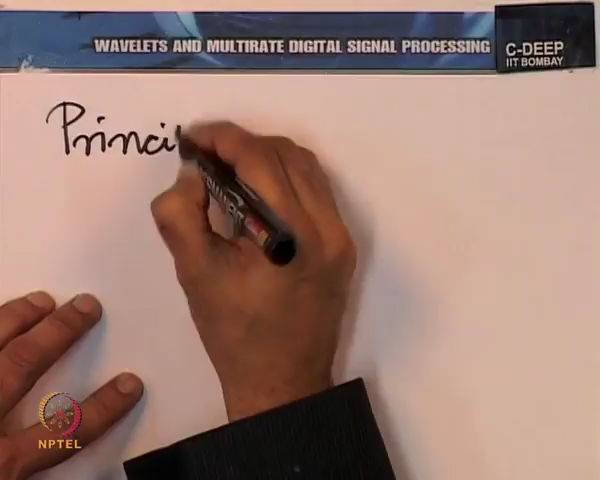 WAVELETS AND MULTIRATE DIGITAL SIGNAL PROCESSING
C-DEEP
IIT BOMBAY
Princi
NPTEL